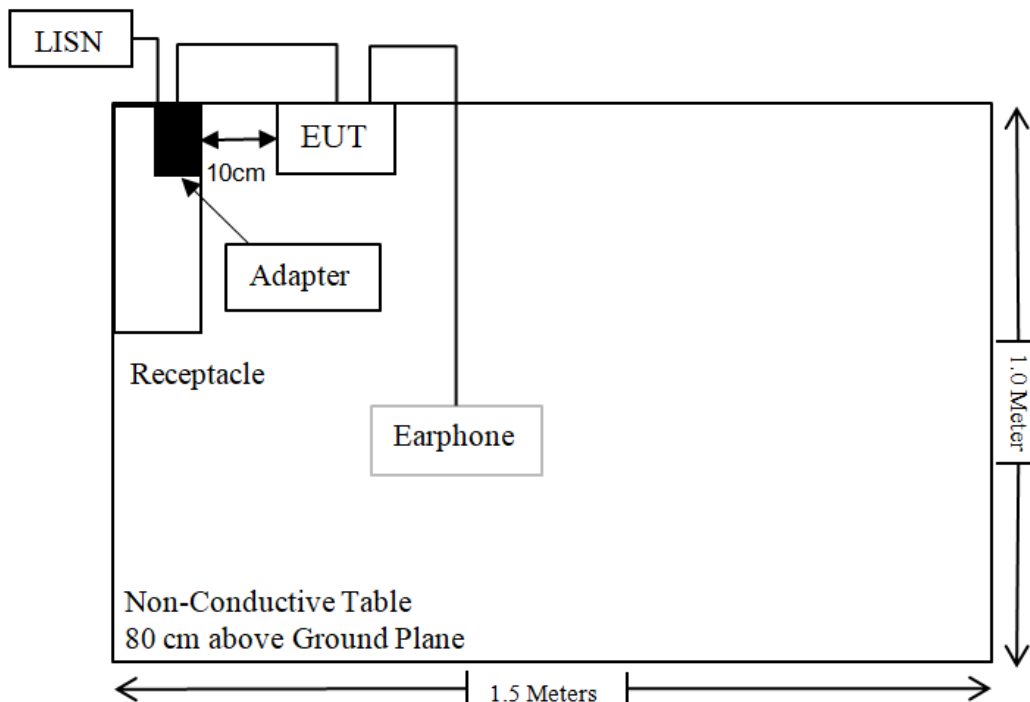 LISN
EUT
10cm
Adapter
Receptacle
Earphone
1.0 Meter
Non-Conductive Table
80 cm above Ground Plane
1.5 Meters